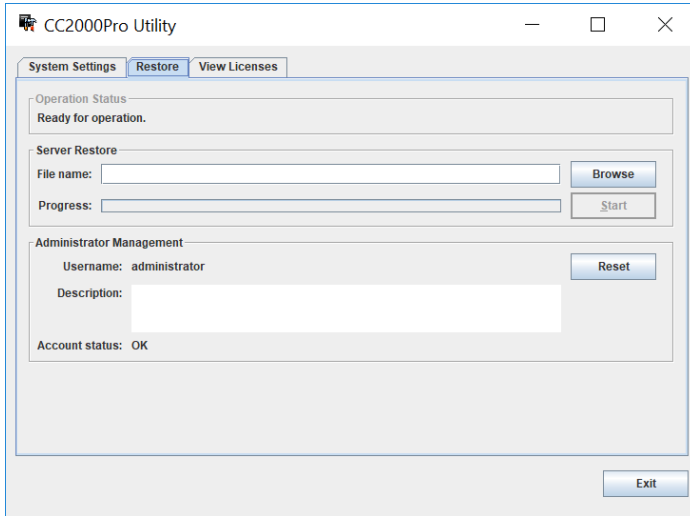 CC2000Pro Utility
System Settings Restore View Licenses
Operation Status
Ready for operation.
Server Restore
File name: Browse
Progress: Start
Administrator Management
Username: administrator Reset
Description:
Account status: OK
Exit